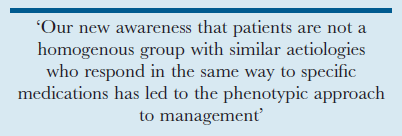 ‘Our new awareness that patients are not a
homogenous group with similar aetiologies
who respond in the same way to specific
medications has led to the phenotypic approach
to management’